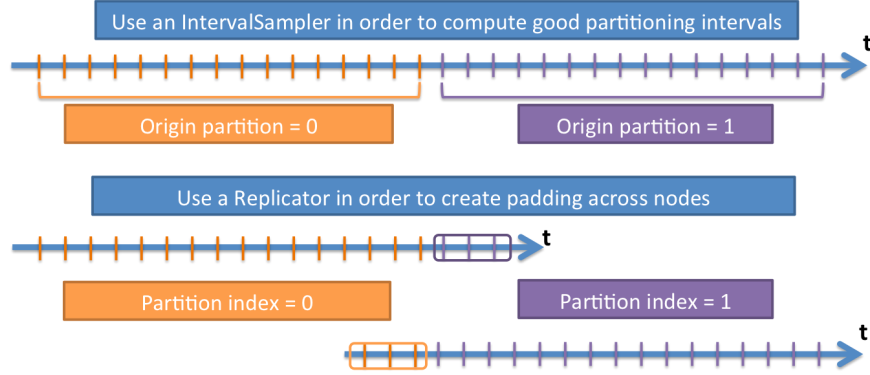 Use an IntervalSampler in order to compute good partitioning intervals
t
Origin partition = 0
Origin partition = 1
Use a Replicator in order to create padding across nodes
t
Partition index = 0
Partition index = 1
t